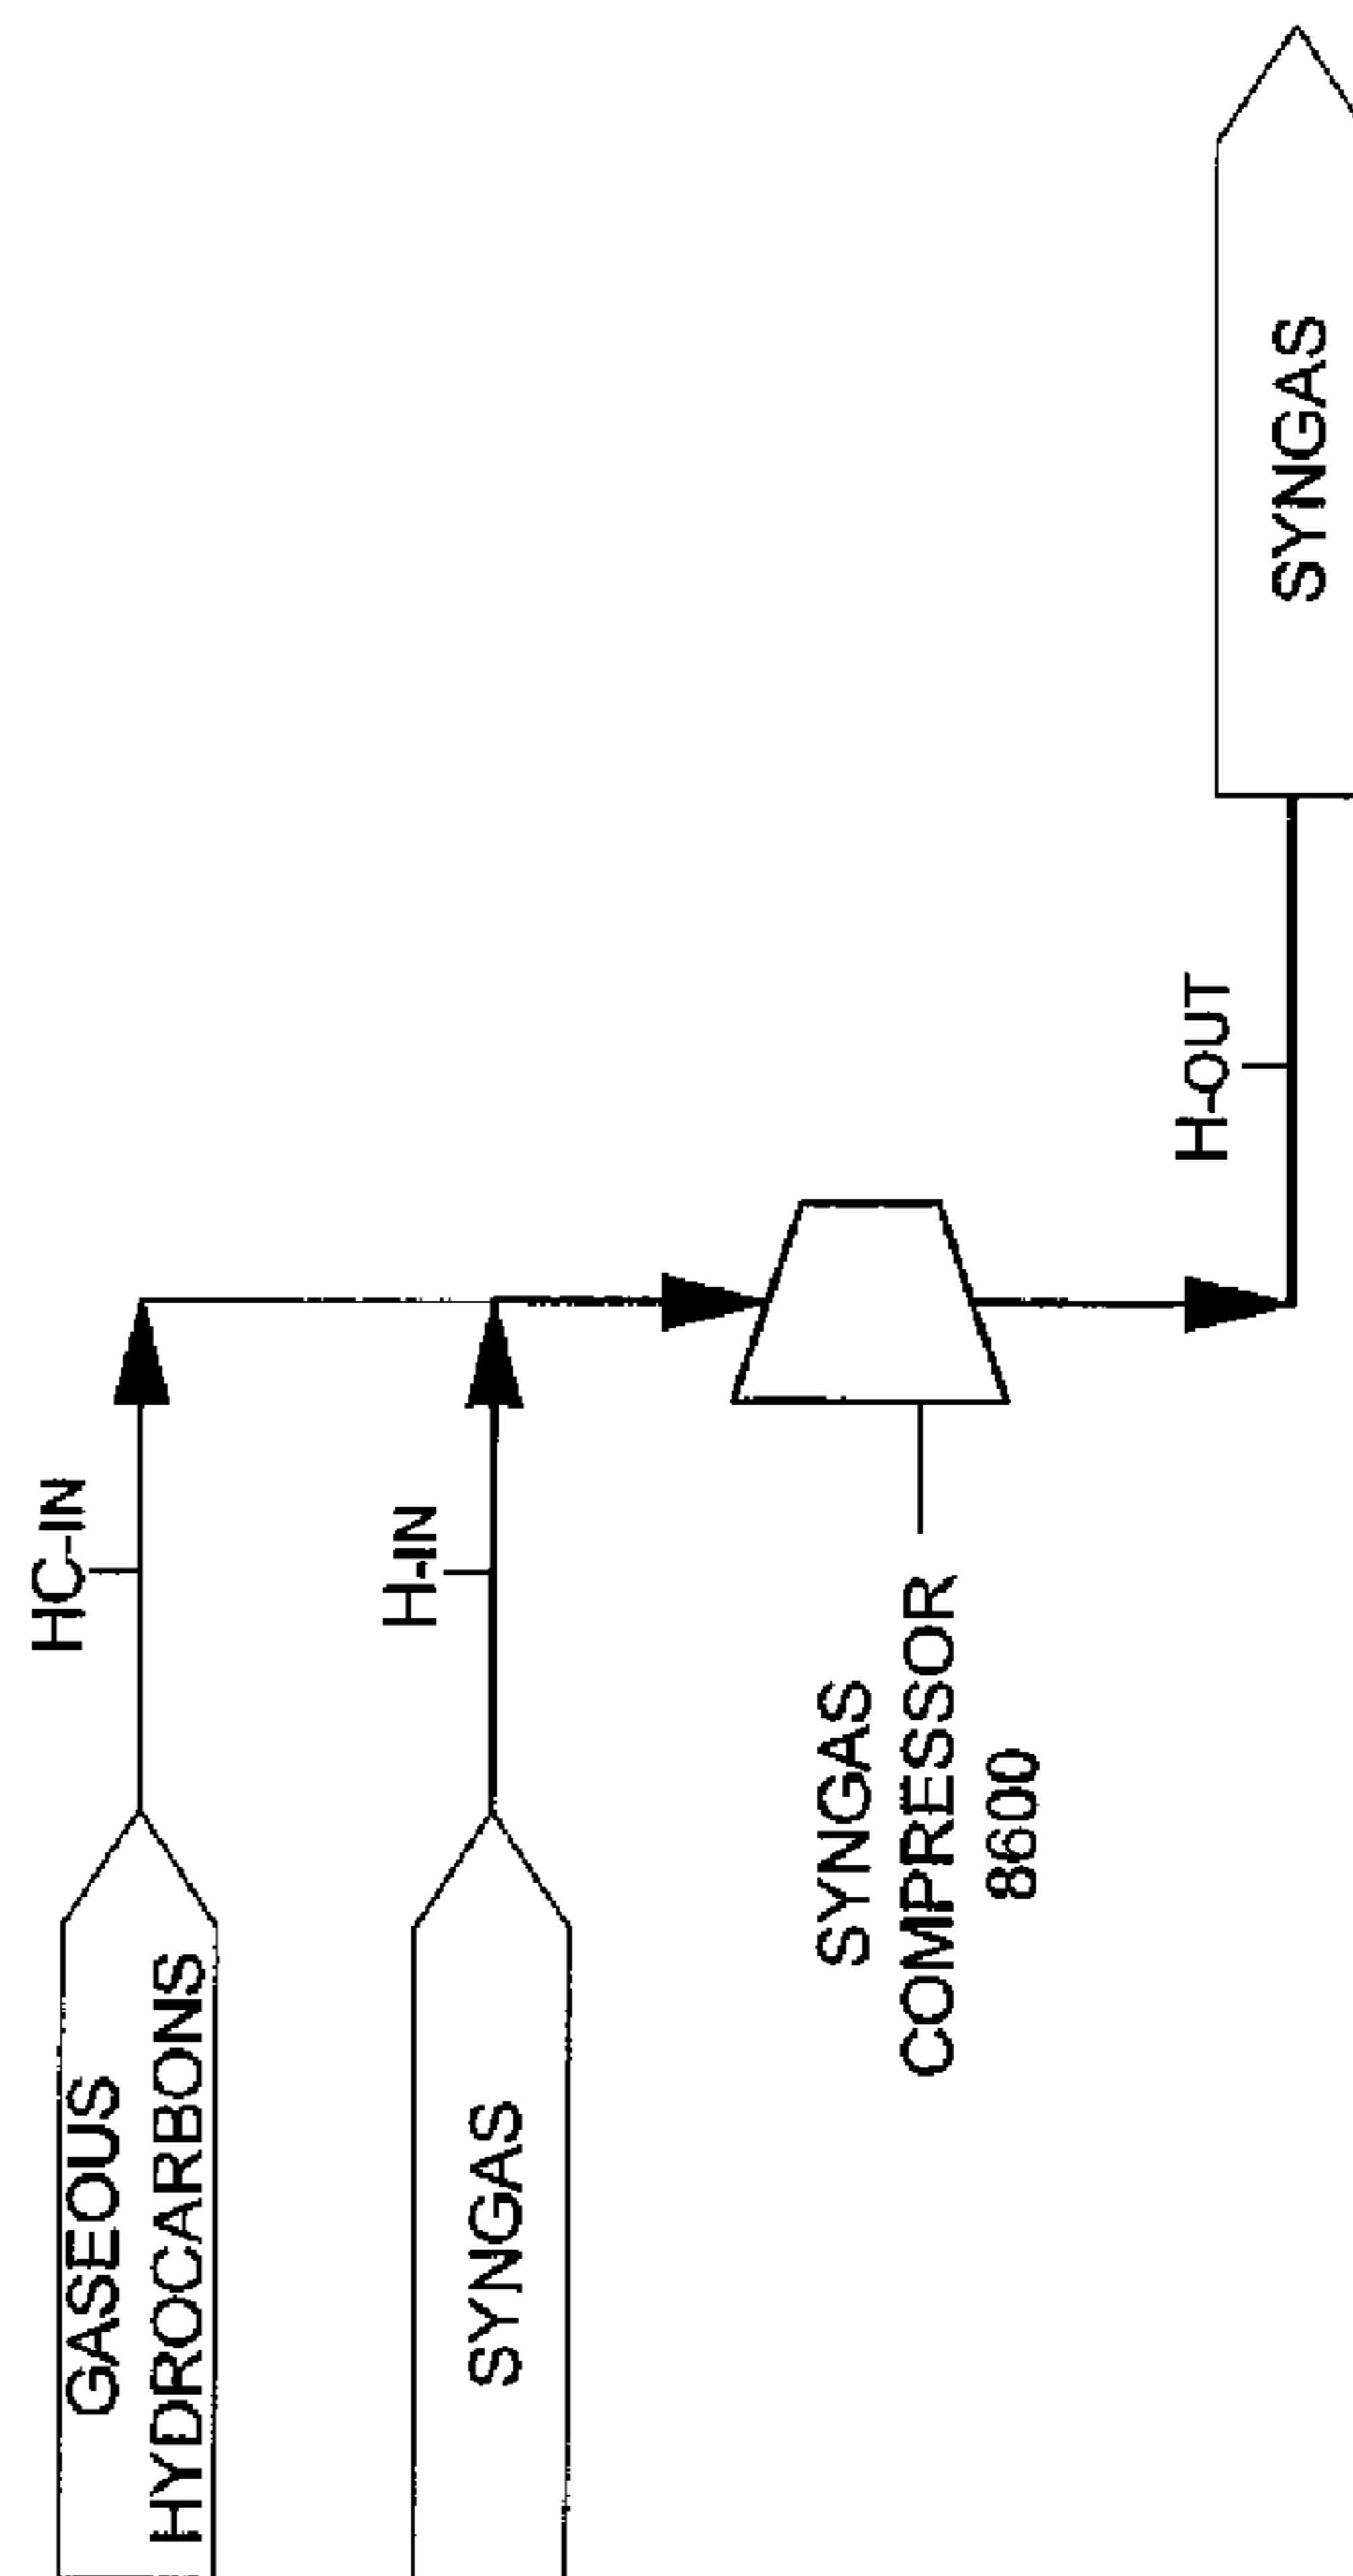 GASEOUS
HYDROCARBONS
HC-IN
SYNGAS
H-IN
SYNGAS
COMPRESSOR
8600
H-OUT
SYNGAS